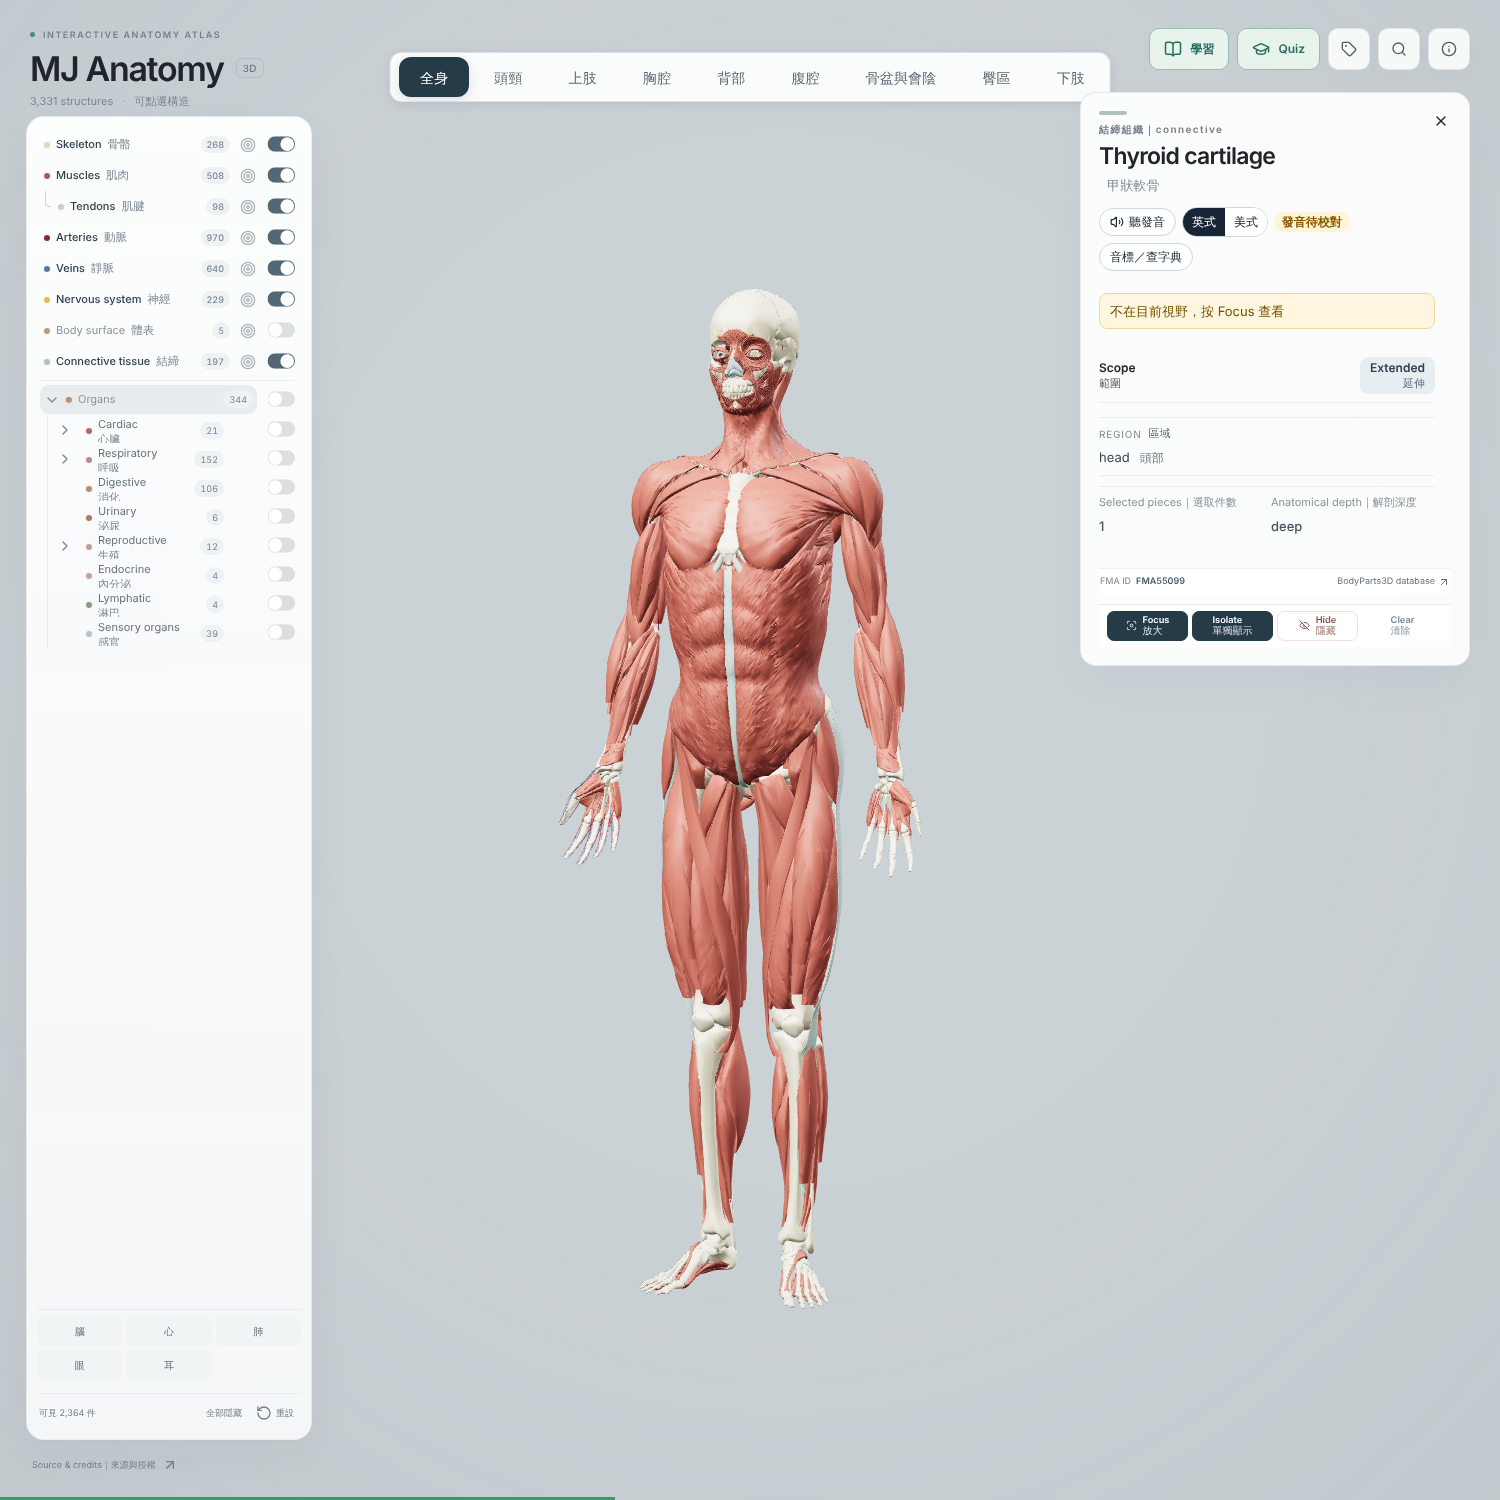 INTERACTIVE ANATOMY ATLAS
MJ Anatomy 3D
3,331 structures · 可點選構造
全身 頭頸 上肢 胸腔 背部 腹腔 骨盆與會陰 臀區 下肢
學習 Quiz
Skeleton 骨骼 268
Muscles 肌肉 508
Tendons 肌腱 98
Arteries 動脈 970
Veins 靜脈 640
Nervous system 神經 229
Body surface 體表 5
Connective tissue 結締 197
Organs 344
Cardiac 21
心臟
Respiratory 152
呼吸
Digestive 106
消化
Urinary 6
泌尿
Reproductive 12
生殖
Endocrine 4
內分泌
Lymphatic 4
淋巴
Sensory organs 39
感官
腦 心 肺
眼 耳
可見 2,364 件 全部隱藏 重設
Source & credits | 來源與授權
結締組織 | connective
Thyroid cartilage
甲狀軟骨
聽發音 英式 美式 發音待校對
音標／查字典
不在目前視野，按 Focus 查看
Scope Extended
範圍 延伸
REGION 區域
head 頭部
Selected pieces | 選取件數 Anatomical depth | 解剖深度
1 deep
FMA ID FMA55099 BodyParts3D database
Focus Isolate Hide Clear
放大 單獨顯示 隱藏 清除